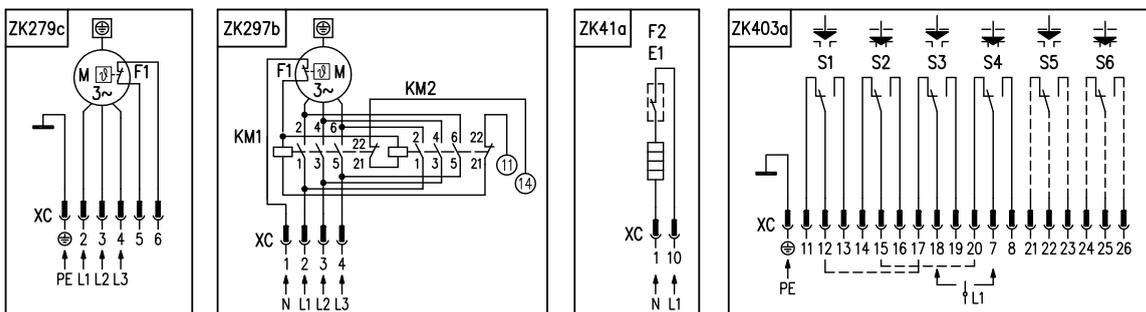 ZK279c
M
F1
3~
XC
2 3 4 5 6
PE L1 L2 L3
ZK297b
F1
M
3~
KM2
KM1
2 4 6 22 2 4 6 22
1 3 5 21 1 3 5 21
11
14
XC
1 2 3 4
N L1 L2 L3
ZK41a
F2
E1
XC
1 10
N L1
ZK403a
S1 S2 S3 S4 S5 S6
XC
11 12 13 14 15 16 17 18 19 20 7 8 21 22 23 24 25 26
PE
L1